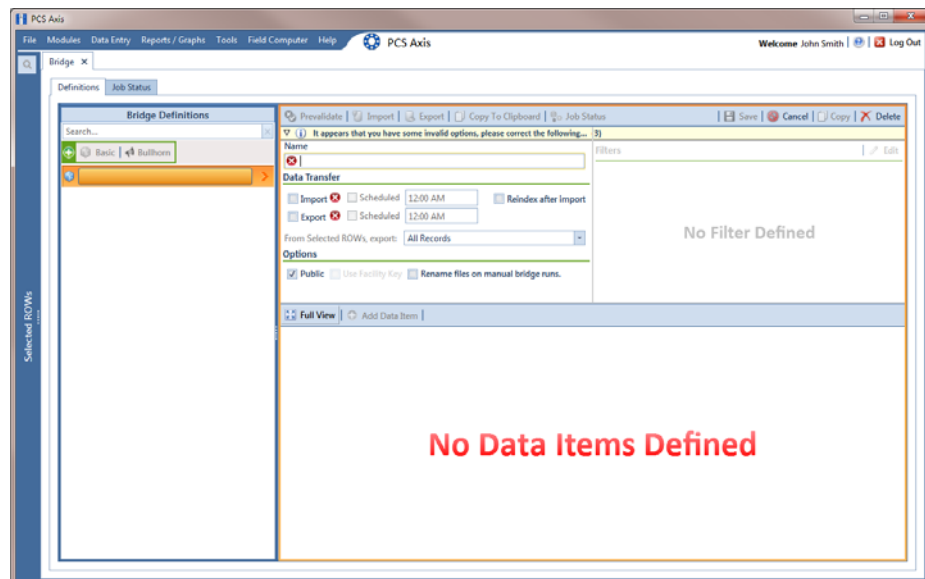 PCS Axis
File Modules Data Entry Reports / Graphs Tools Field Computer Help PCS Axis Welcome John Smith Log Out
Bridge X
Definitions Job Status
Bridge Definitions
Search...
Basic Bullhorn
Prevalidate Import Export Copy To Clipboard Job Status Save Cancel Copy Delete
It appears that you have some invalid options, please correct the following... 3)
Name
Filters Edit
Data Transfer
Import Scheduled 12:00 AM Reindex after import
Export Scheduled 12:00 AM
From Selected ROWs, export: All Records
No Filter Defined
Options
Public Use Facility Key Rename files on manual bridge runs.
Full View Add Data Item
No Data Items Defined
Selected ROWs